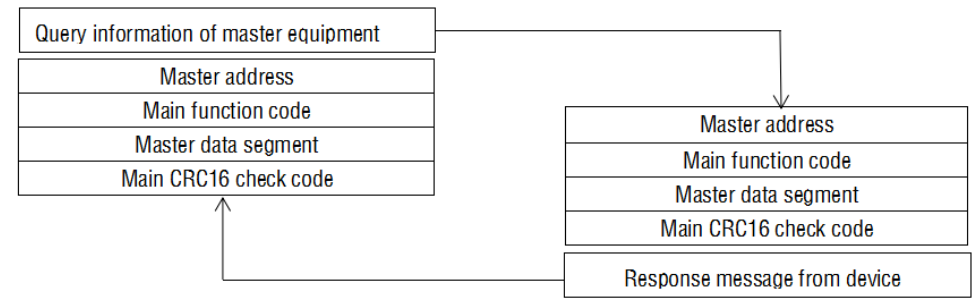 Query information of master equipment
Master address
Main function code
Master data segment
Main CRC16 check code
Master address
Main function code
Master data segment
Main CRC16 check code
Response message from device